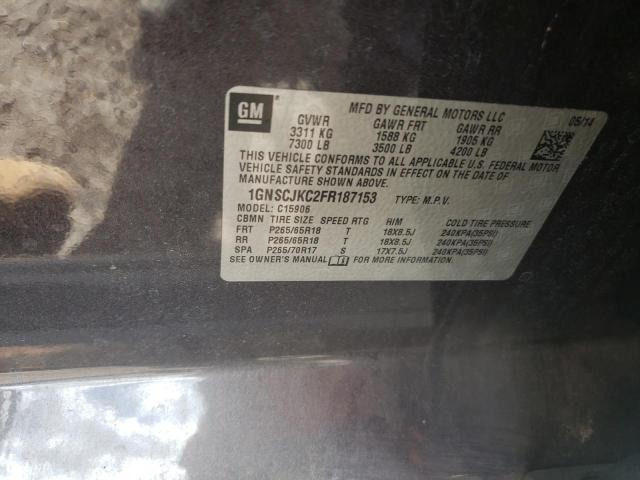 GM
MFD BY GENERAL MOTORS LLC
05/14
GVWR GAWR FRT GAWR RR
3311 KG 1588 KG 1905 KG
7300 LB 3500 LB 4200 LB
THIS VEHICLE CONFORMS TO ALL APPLICABLE U.S. FEDERAL MOTOR
VEHICLE SAFETY STANDARDS IN EFFECT ON THE DATE OF
MANUFACTURE SHOWN ABOVE.
1GNSCJKC2FR187153 TYPE: M.P.V.
MODEL: C15906
CBMN TIRE SIZE SPEED RTG RIM COLD TIRE PRESSURE
FRT P265/65R18 T 18X8.5J 240KPA(35PSI)
RR P265/65R18 T 18X8.5J 240KPA(35PSI)
SPA P265/70R17 S 17X7.5J 240KPA(35PSI)
SEE OWNER'S MANUAL FOR MORE INFORMATION.